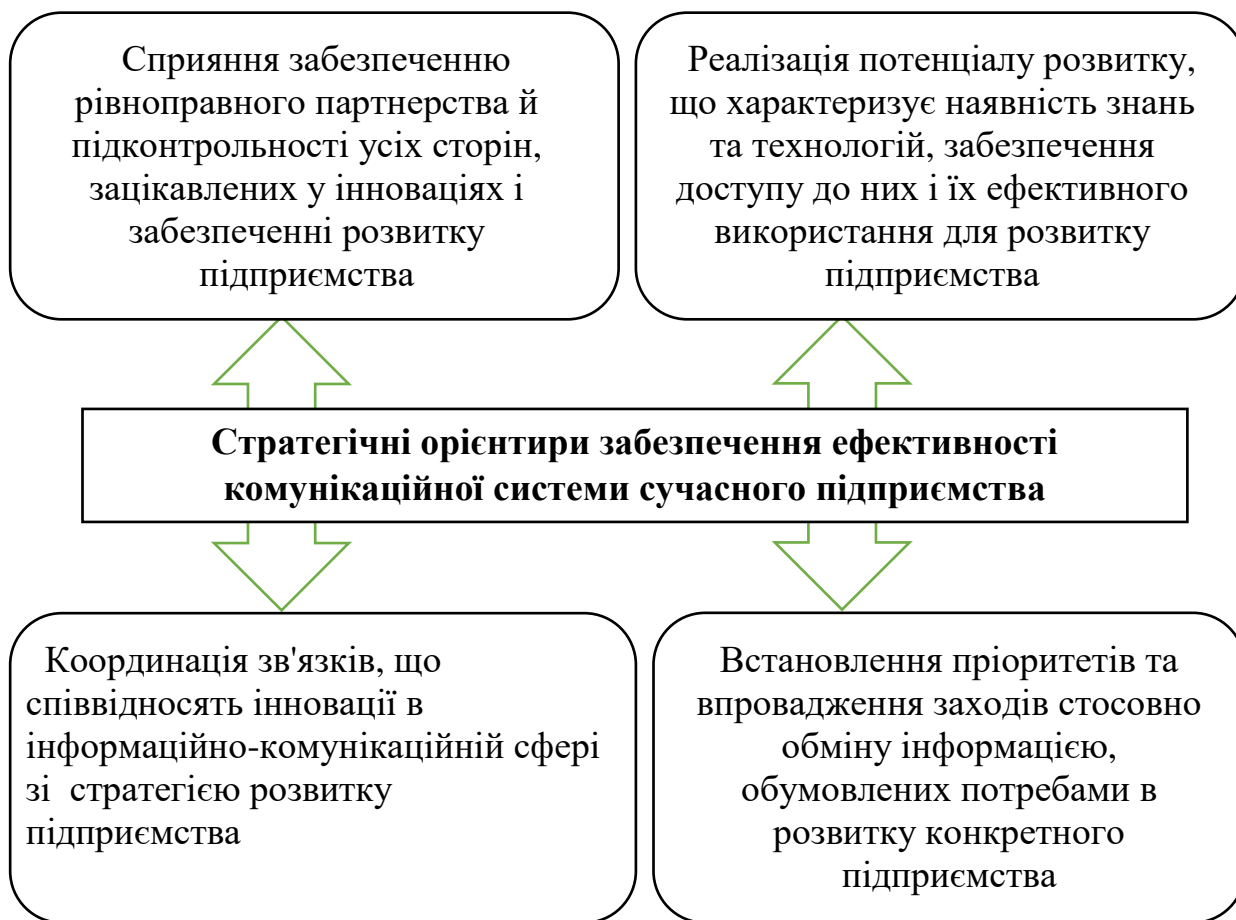 Сприяння забезпеченню
рівноправного партнерства й
підконтрольності усіх сторін,
зацікавлених у інноваціях і
забезпеченні розвитку
підприємства
Реалізація потенціалу розвитку,
що характеризує наявність знань
та технологій, забезпечення
доступу до них і їх ефективного
використання для розвитку
підприємства
Стратегічні орієнтири забезпечення ефективності
комунікаційної системи сучасного підприємства
Координація зв'язків, що
співвідносять інновації в
інформаційно-комунікаційній сфері
зі стратегією розвитку
підприємства
Встановлення пріоритетів та
впровадження заходів стосовно
обміну інформацією,
обумовлених потребами в
розвитку конкретного
підприємства